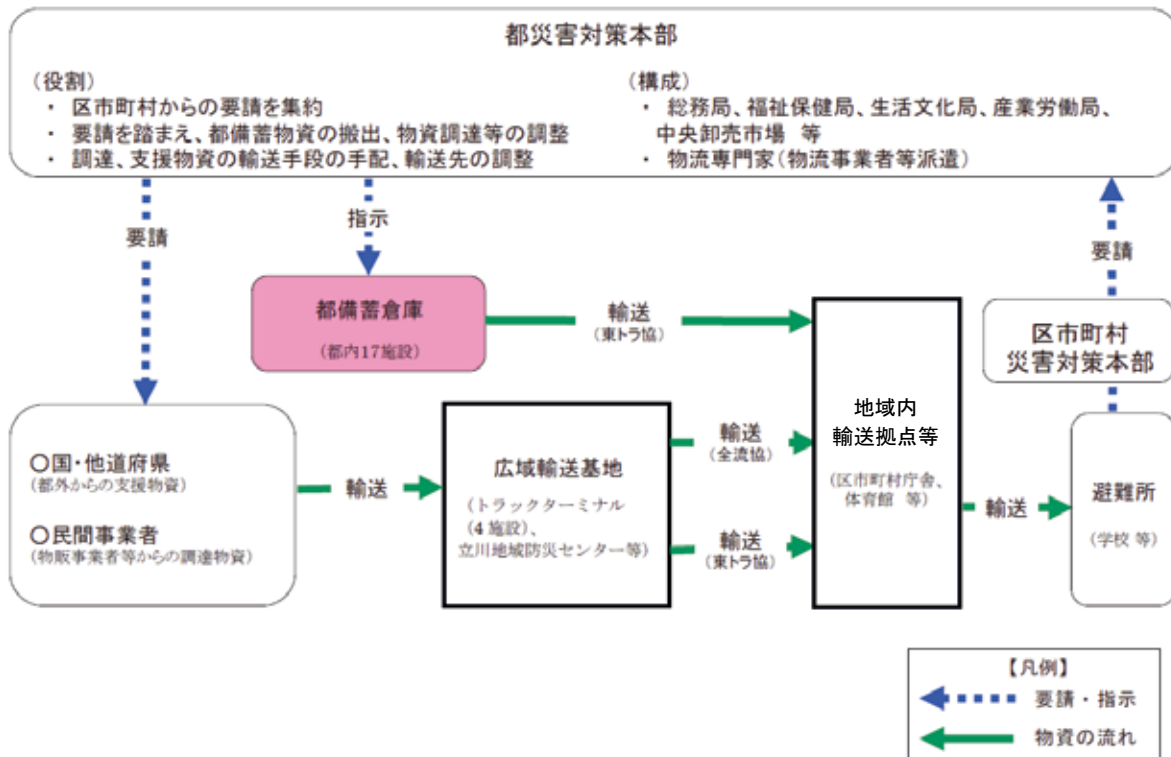 都災害対策本部
(役割)
・ 区市町村からの要請を集約
・ 要請を踏まえ、都備蓄物資の搬出、物資調達等の調整
・ 調達、支援物資の輸送手段の手配、輸送先の調整
(構成)
・ 総務局、福祉保健局、生活文化局、産業労働局、
中央卸売市場 等
・ 物流専門家(物流事業者等派遣)
要請
指示
要請
都備蓄倉庫
(都内17施設)
輸送
(東トラ協)
区市町村
災害対策本部
〇国・他道府県
(都外からの支援物資)
〇民間事業者
(物販事業者等からの調達物資)
輸送
広域輸送基地
(トラックターミナル
(4施設)、
立川地域防災センター等)
輸送
(全流協)
輸送
(東トラ協)
地域内
輸送拠点等
(区市町村庁舎、
体育館 等)
輸送
避難所
(学校 等)
【凡例】
要請・指示
物資の流れ